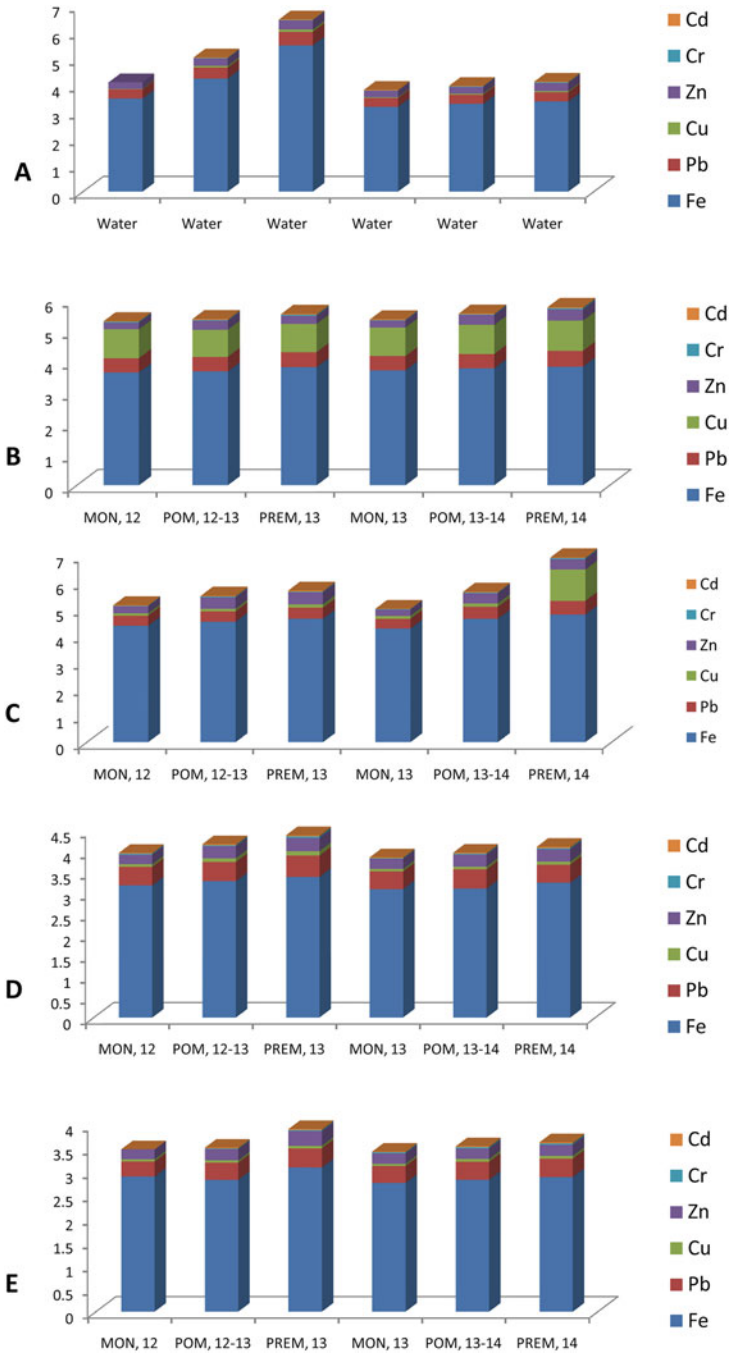 7
6
5
4
3
2
1
0
A
Water Water Water Water Water Water
Cd
Cr
Zn
Cu
Pb
Fe
6
5
4
3
2
1
0
B
MON, 12 POM, 12-13 PREM, 13 MON, 13 POM, 13-14 PREM, 14
Cd
Cr
Zn
Cu
Pb
Fe
7
6
5
4
3
2
1
0
C
MON, 12 POM, 12-13 PREM, 13 MON, 13 POM, 13-14 PREM, 14
Cd
Cr
Zn
Cu
Pb
Fe
4.5
4
3.5
3
2.5
2
1.5
1
0.5
0
D
MON, 12 POM, 12-13 PREM, 13 MON, 13 POM, 13-14 PREM, 14
Cd
Cr
Zn
Cu
Pb
Fe
4
3.5
3
2.5
2
1.5
1
0.5
0
E
MON, 12 POM, 12-13 PREM, 13 MON, 13 POM, 13-14 PREM, 14
Cd
Cr
Zn
Cu
Pb
Fe